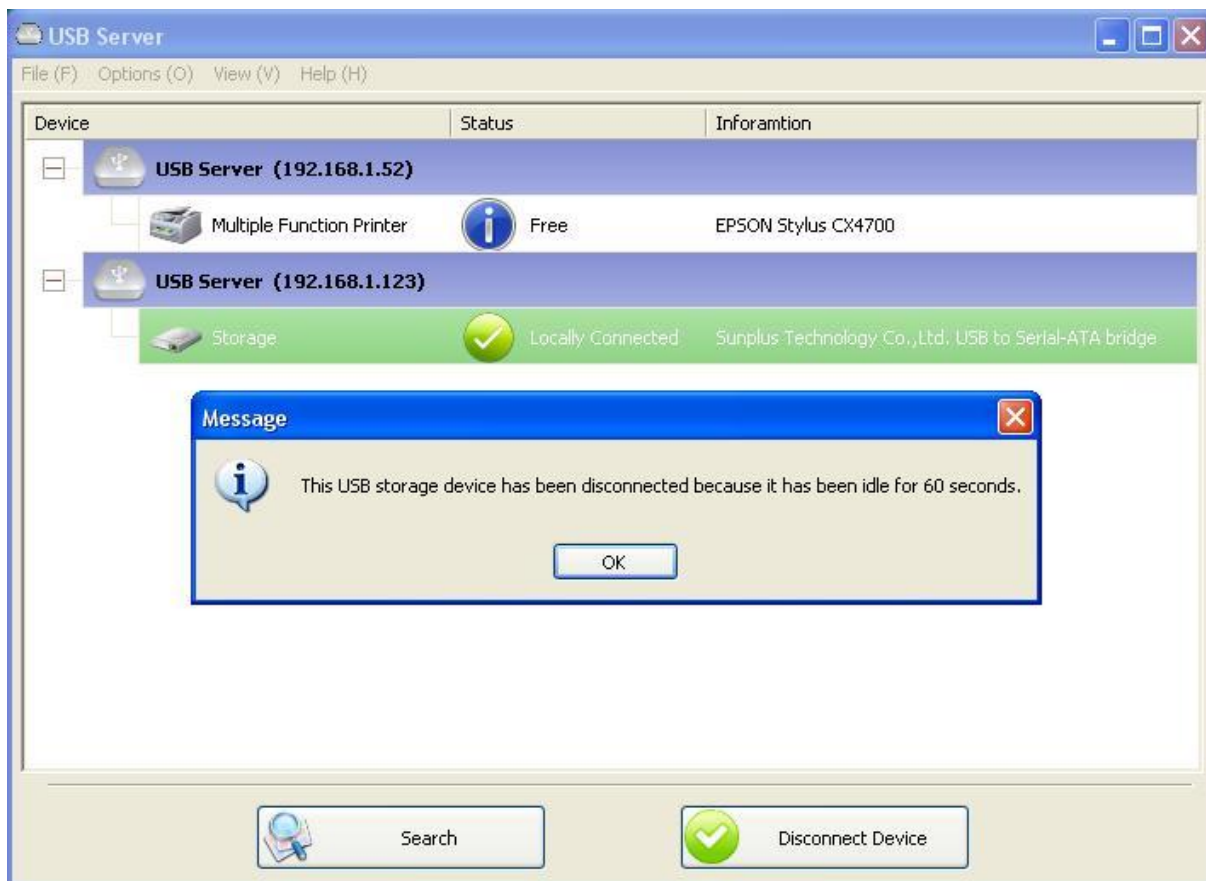 USB Server
File (F) Options (O) View (V) Help (H)
Device Status Inforamtion
USB Server (192.168.1.52)
Multiple Function Printer Free EPSON Stylus CX4700
USB Server (192.168.1.123)
Storage Locally Connected Sunplus Technology Co.,Ltd. USB to Serial-ATA bridge
Message
This USB storage device has been disconnected because it has been idle for 60 seconds.
OK
Search Disconnect Device